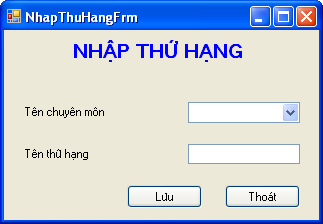 NhapThuHangFrm
NHẬP THỨ HẠNG
Tên chuyên môn
Tên thứ hạng
Lưu Thoát